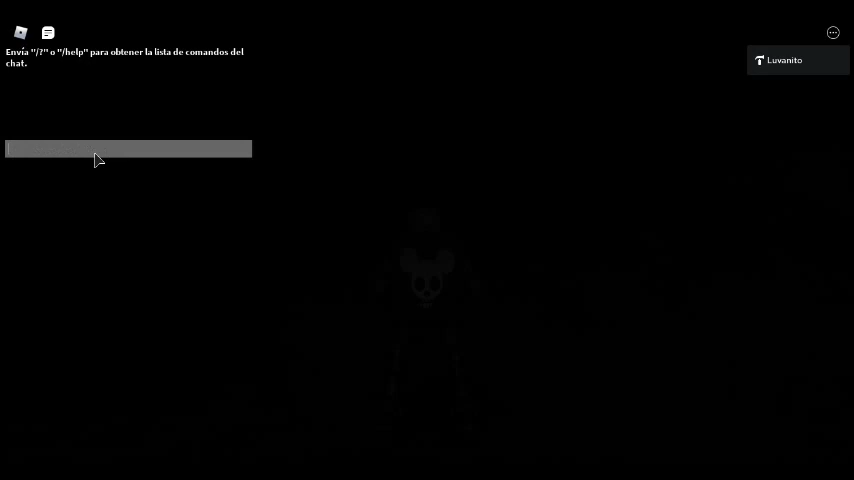 Envía "/?" o "/help" para obtener la lista de comandos del
chat.
Luvanito